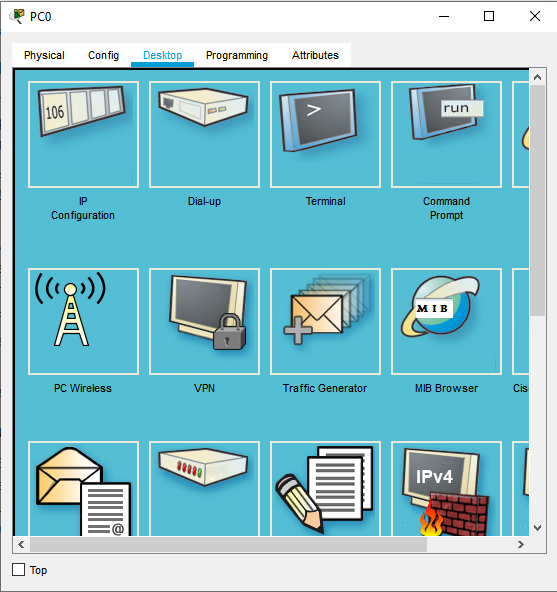 PC0
Physical Config Desktop Programming Attributes
106
>
run
IP
Configuration
Dial-up
Terminal
Command
Prompt
MIB
PC Wireless
VPN
Traffic Generator
MIB Browser
Cisc
@
IPv4
Top